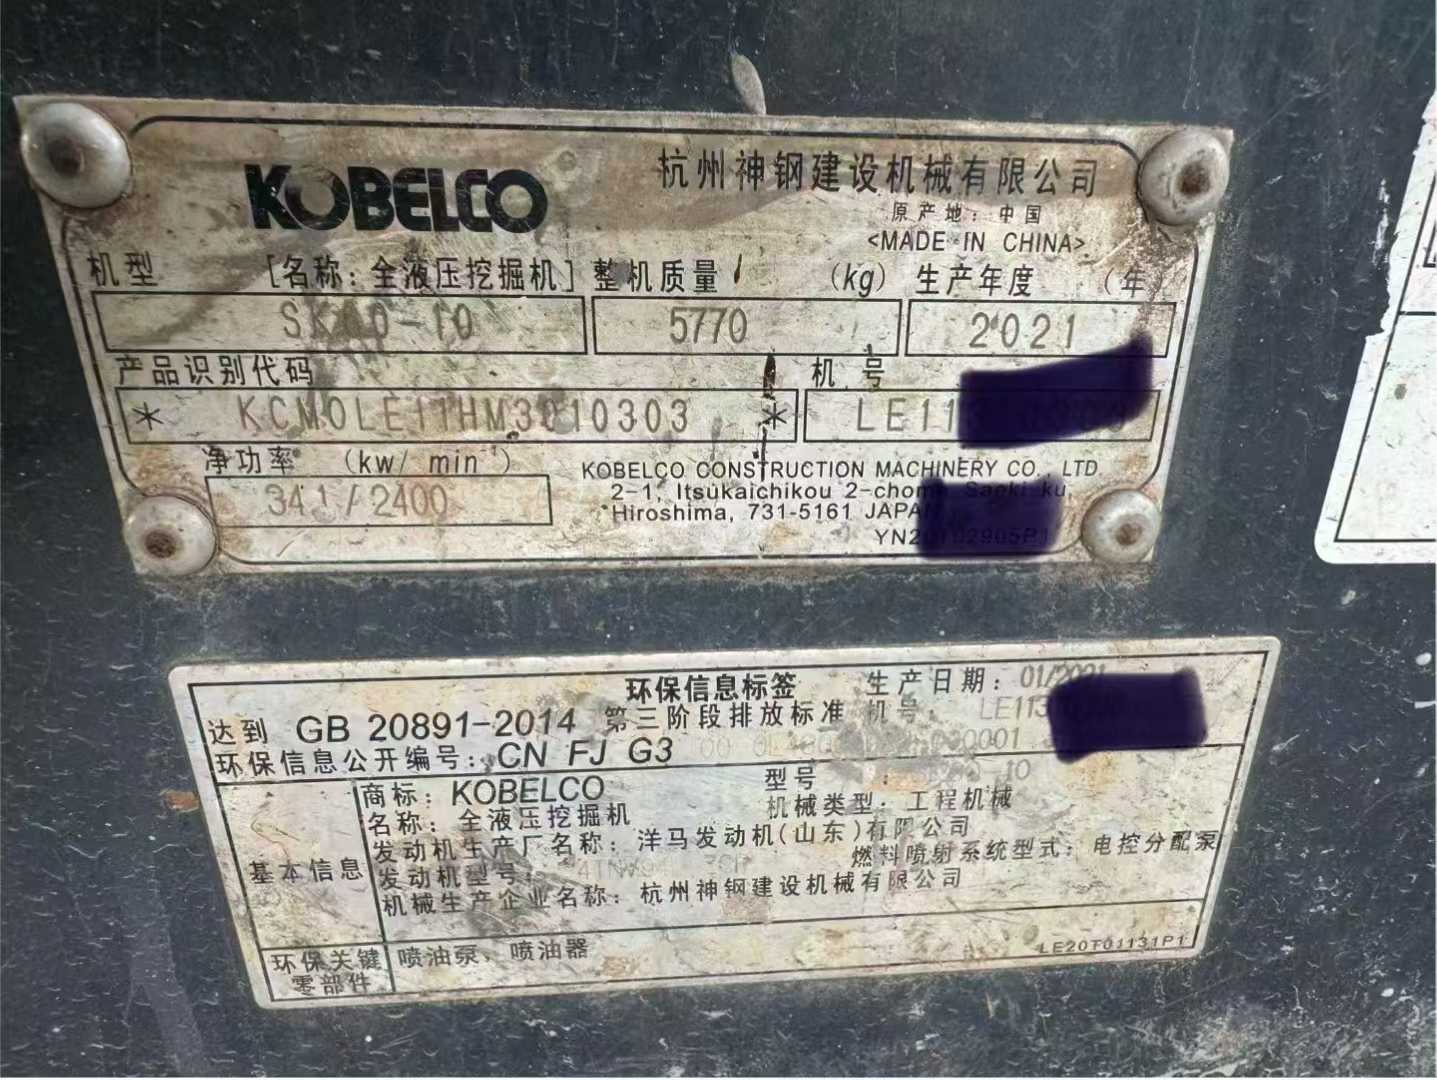 KOBELCO 杭州神钢建设机械有限公司
原产地：中国
<MADE IN CHINA>
机型 [名称：全液压挖掘机] 整机质量 (kg) 生产年度 (年
5770 2021
产品识别代码 机号
* KCM0LE11HM3010303 * LE113
净功率 (kw/ min⁻¹)
34.1/2400
KOBELCO CONSTRUCTION MACHINERY CO., LTD
2-1, Itsukaichikou 2-chome Saeki ku
Hiroshima, 731-5161 JAPAN
环保信息标签 生产日期：01/2021
达到 GB 20891-2014 第三阶段排放标准 机号： LE113
环保信息公开编号：CN FJ G3
基本信息
商标：KOBELCO 型号：
名称：全液压挖掘机 机械类型：工程机械
发动机生产厂名称：洋马发动机(山东)有限公司
发动机型号： 燃料喷射系统型式：电控分配泵
机械生产企业名称：杭州神钢建设机械有限公司
环保关键零部件 喷油泵、喷油器
LE20T01131P1